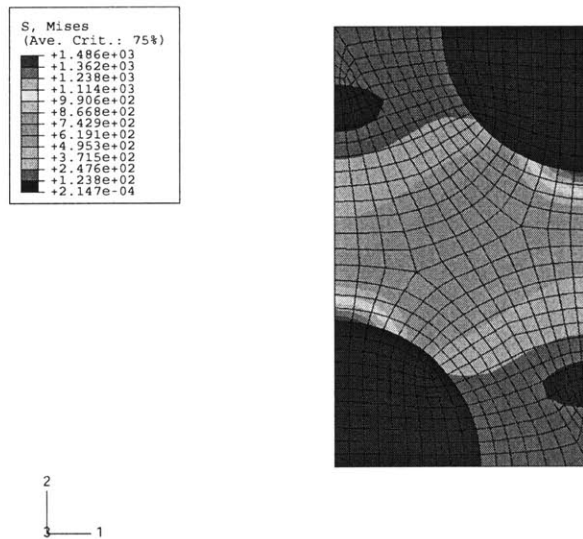 S, Mises
(Ave. Crit.: 75%)
+1.486e+03
+1.362e+03
+1.238e+03
+1.114e+03
+9.906e+02
+8.668e+02
+7.429e+02
+6.191e+02
+4.953e+02
+3.715e+02
+2.476e+02
+1.238e+02
+2.147e-04
2
3 1